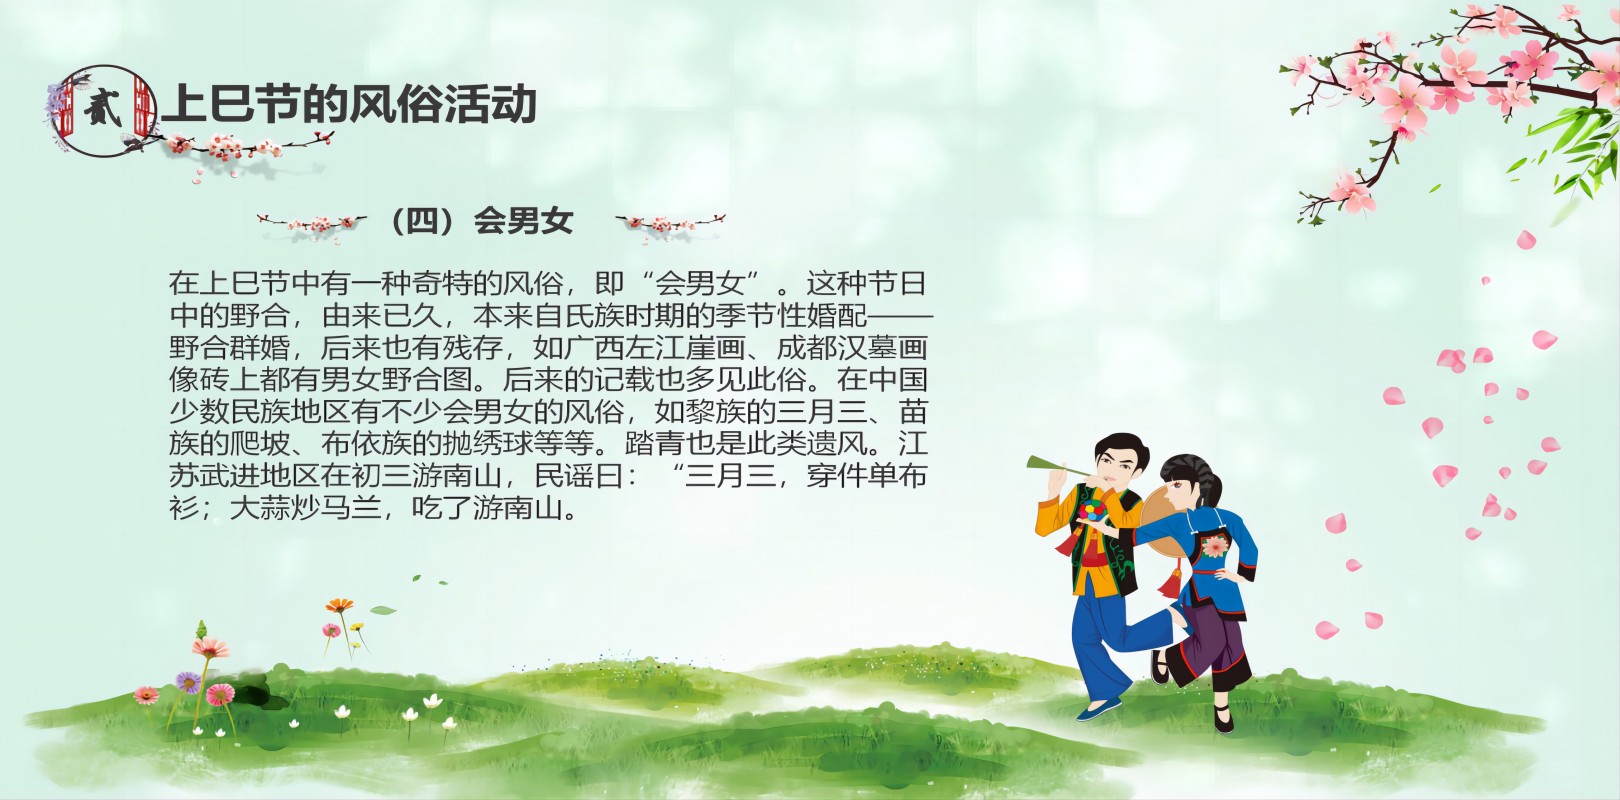 贰
上巳节的风俗活动
（四）会男女
在上巳节中有一种奇特的风俗，即“会男女”。这种节日
中的野合，由来已久，本来自氏族时期的季节性婚配——
野合群婚，后来也有残存，如广西左江崖画、成都汉墓画
像砖上都有男女野合图。后来的记载也多见此俗。在中国
少数民族地区有不少会男女的风俗，如黎族的三月三、苗
族的爬坡、布依族的抛绣球等等。踏青也是此类遗风。江
苏武进地区在初三游南山，民谣曰：“三月三，穿件单布
衫；大蒜炒马兰，吃了游南山。